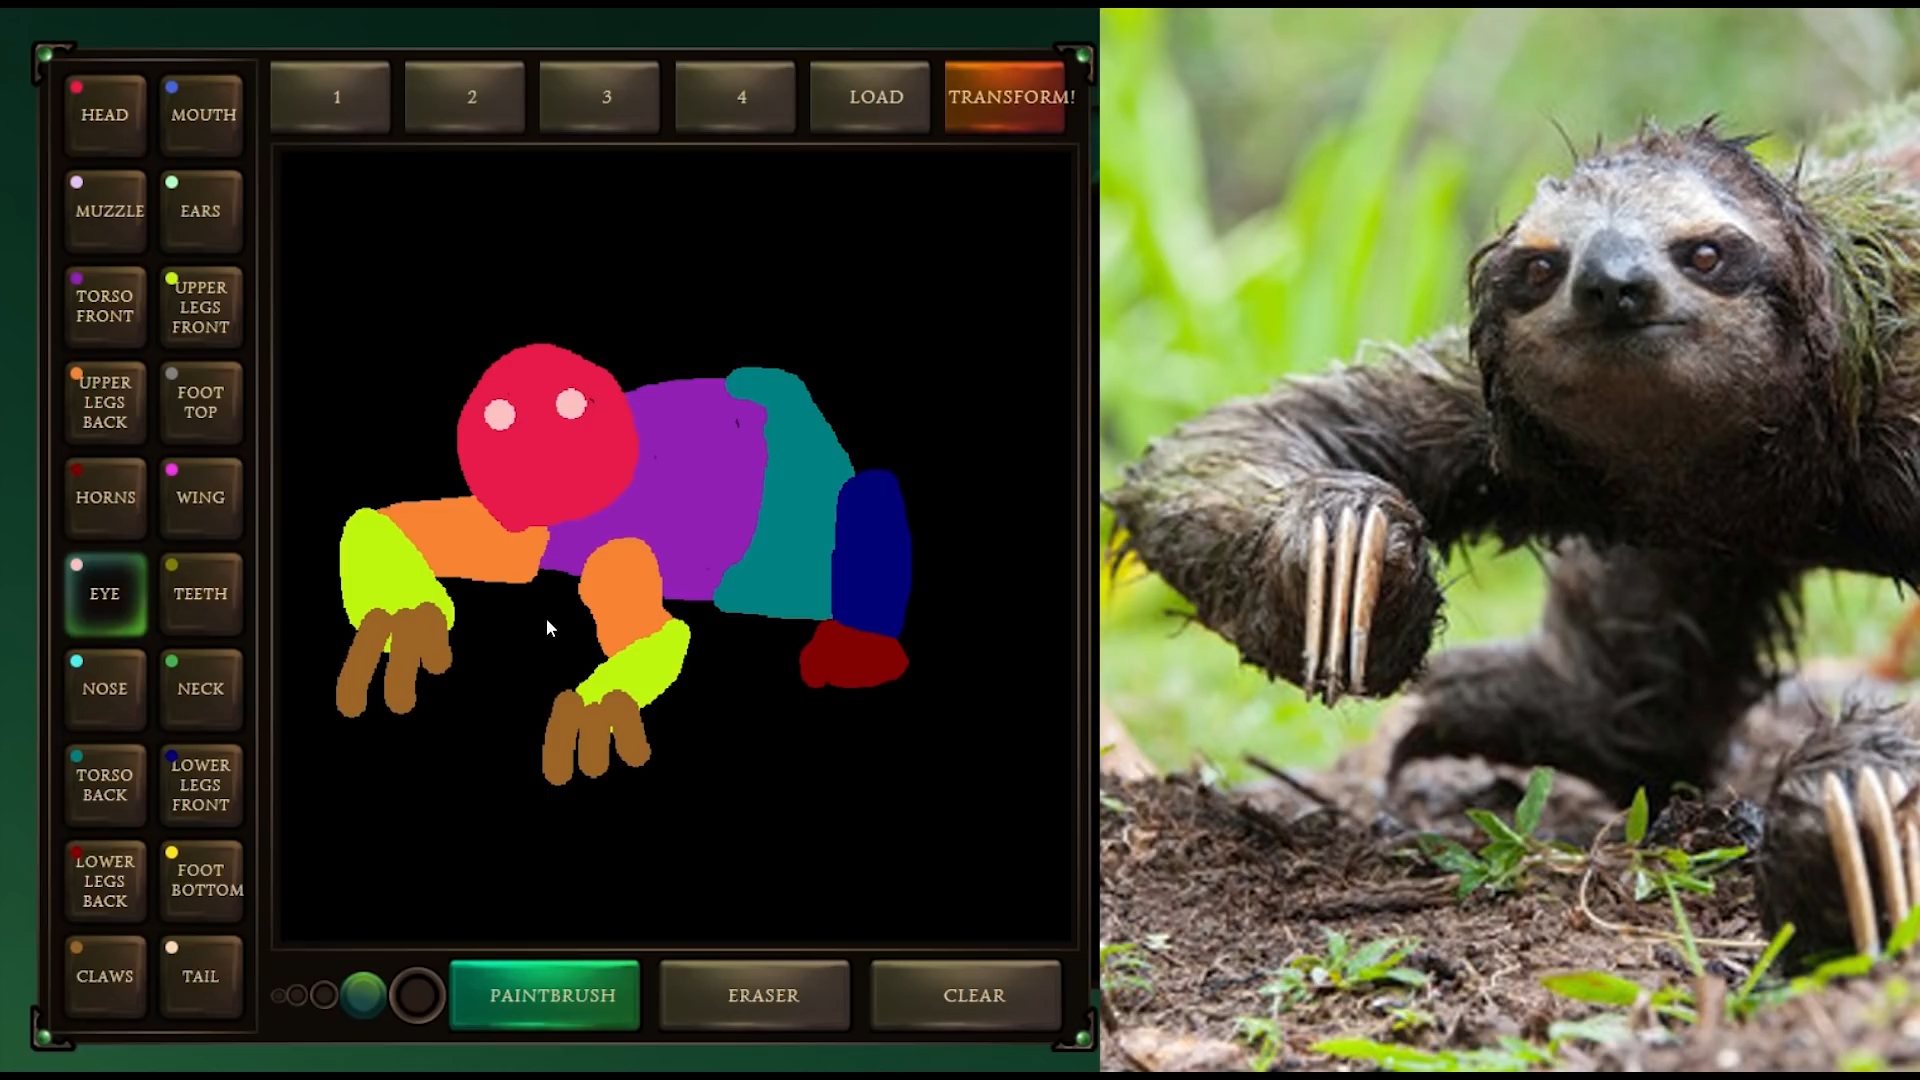 1
2
3
4
LOAD
TRANSFORM!
HEAD
MOUTH
MUZZLE
EARS
TORSO
FRONT
UPPER
LEGS
FRONT
UPPER
LEGS
BACK
FOOT
TOP
HORNS
WING
EYE
TEETH
NOSE
NECK
TORSO
BACK
LOWER
LEGS
FRONT
LOWER
LEGS
BACK
FOOT
BOTTOM
CLAWS
TAIL
PAINTBRUSH
ERASER
CLEAR